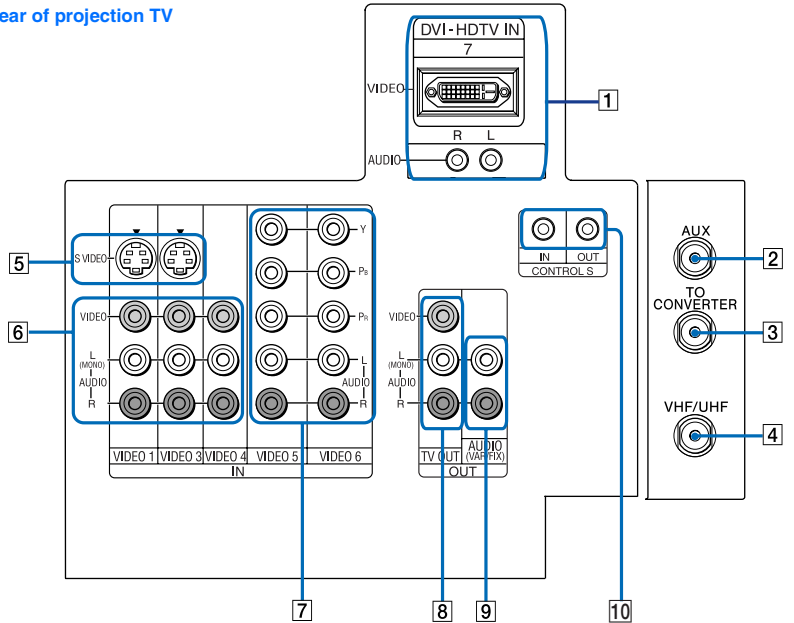 ear of projection TV
DVI-HDTV IN
7
VIDEO
R L
AUDIO
1
AUX
2
TO
CONVERTER
3
VHF/UHF
4
5
S VIDEO
6
VIDEO
L
(MONO)
AUDIO
R
Y
PB
PR
L
AUDIO
R
VIDEO 1 VIDEO 3 VIDEO 4 VIDEO 5 VIDEO 6
IN
IN OUT
CONTROL S
VIDEO
L
(MONO)
AUDIO
R
TV OUT
AUDIO
(VAR/FIX)
OUT
7
8
9
10